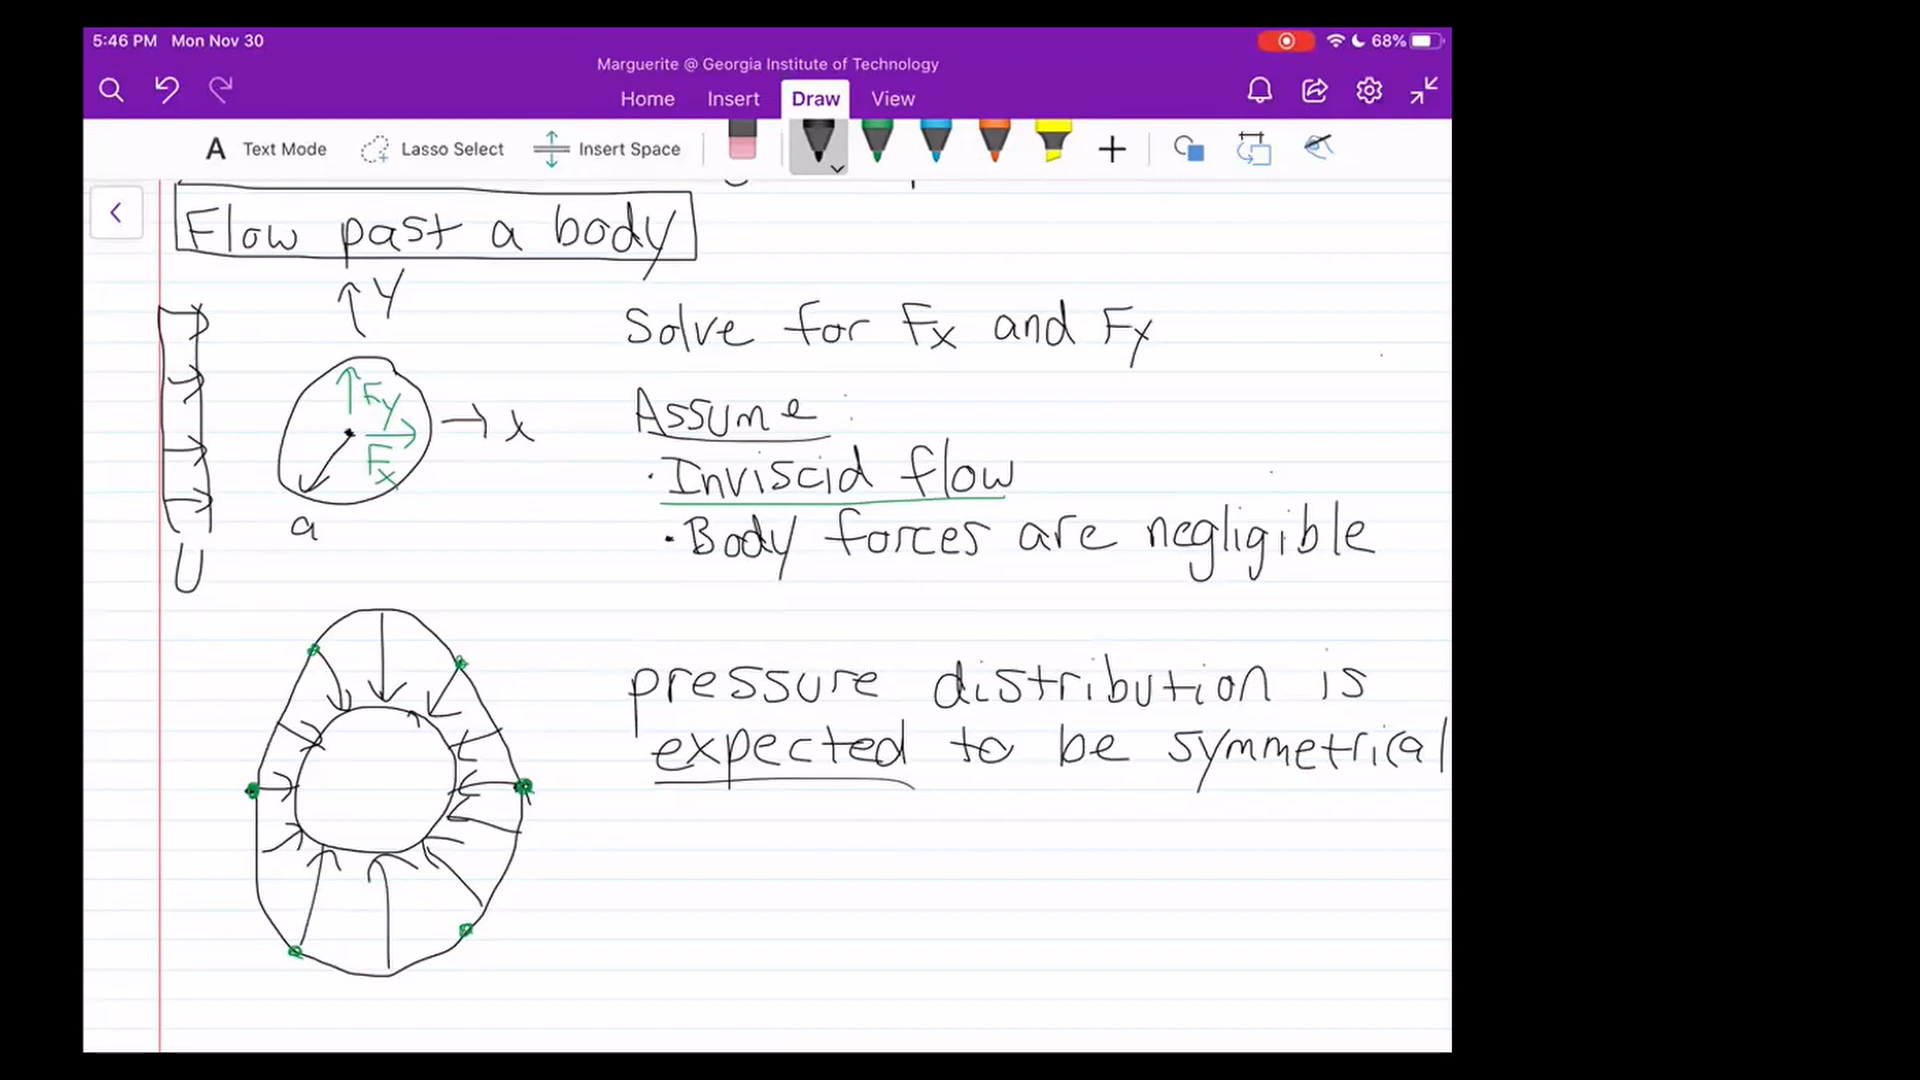 5:46 PM Mon Nov 30
68%
Marguerite @ Georgia Institute of Technology
Home Insert Draw View
A Text Mode Lasso Select Insert Space
Flow past a body
Y
Solve for Fx and Fy
Assume:
Fy
x
Fx
· Inviscid flow
a
· Body forces are negligible
U
pressure distribution is
expected to be symmetrical